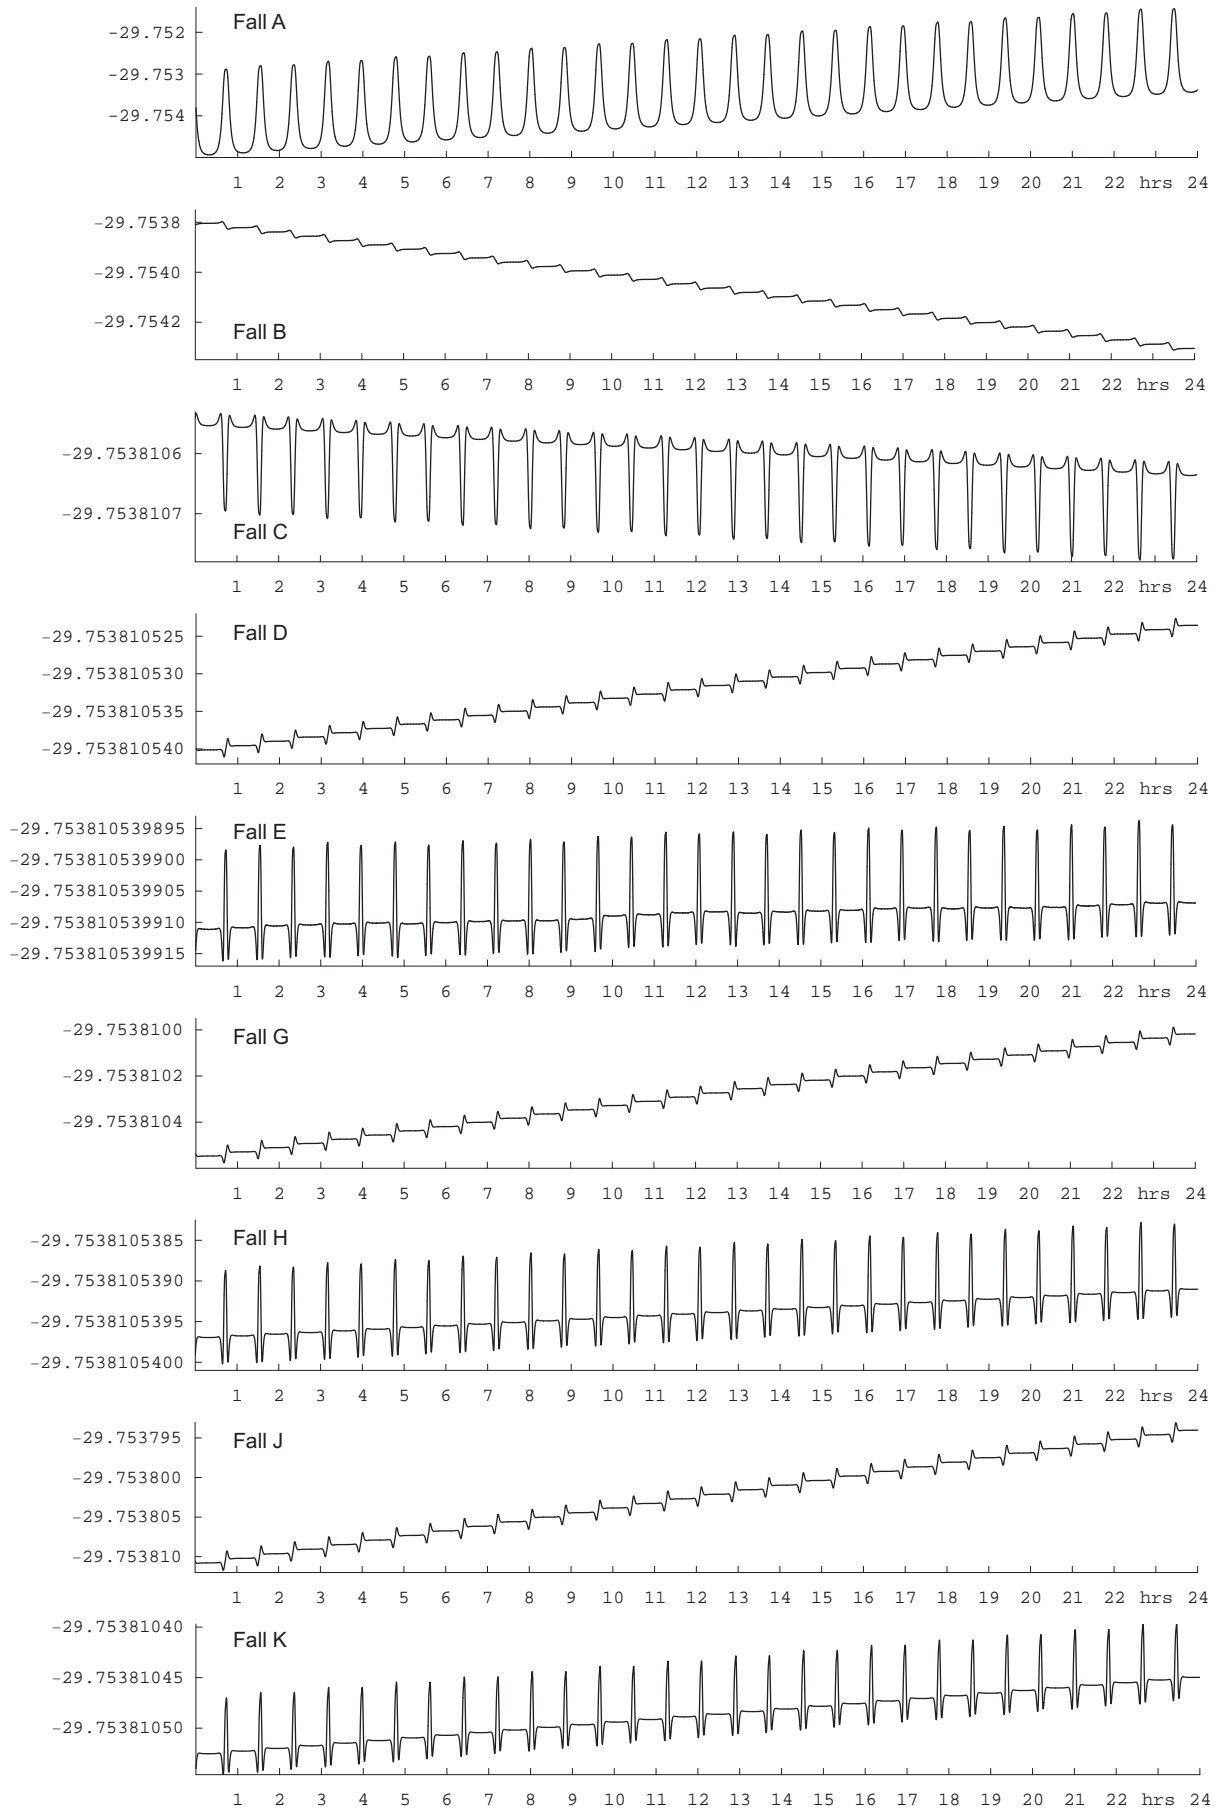 Fall A
−29.752
−29.753
−29.754
1 2 3 4 5 6 7 8 9 10 11 12 13 14 15 16 17 18 19 20 21 22 hrs 24
−29.7538
−29.7540
−29.7542
Fall B
1 2 3 4 5 6 7 8 9 10 11 12 13 14 15 16 17 18 19 20 21 22 hrs 24
−29.7538106
−29.7538107
Fall C
1 2 3 4 5 6 7 8 9 10 11 12 13 14 15 16 17 18 19 20 21 22 hrs 24
Fall D
−29.753810525
−29.753810530
−29.753810535
−29.753810540
1 2 3 4 5 6 7 8 9 10 11 12 13 14 15 16 17 18 19 20 21 22 hrs 24
−29.753810539895
Fall E
−29.753810539900
−29.753810539905
−29.753810539910
−29.753810539915
1 2 3 4 5 6 7 8 9 10 11 12 13 14 15 16 17 18 19 20 21 22 hrs 24
−29.7538100
Fall G
−29.7538102
−29.7538104
1 2 3 4 5 6 7 8 9 10 11 12 13 14 15 16 17 18 19 20 21 22 hrs 24
Fall H
−29.7538105385
−29.7538105390
−29.7538105395
−29.7538105400
1 2 3 4 5 6 7 8 9 10 11 12 13 14 15 16 17 18 19 20 21 22 hrs 24
−29.753795
Fall J
−29.753800
−29.753805
−29.753810
1 2 3 4 5 6 7 8 9 10 11 12 13 14 15 16 17 18 19 20 21 22 hrs 24
−29.75381040
Fall K
−29.75381045
−29.75381050
1 2 3 4 5 6 7 8 9 10 11 12 13 14 15 16 17 18 19 20 21 22 hrs 24